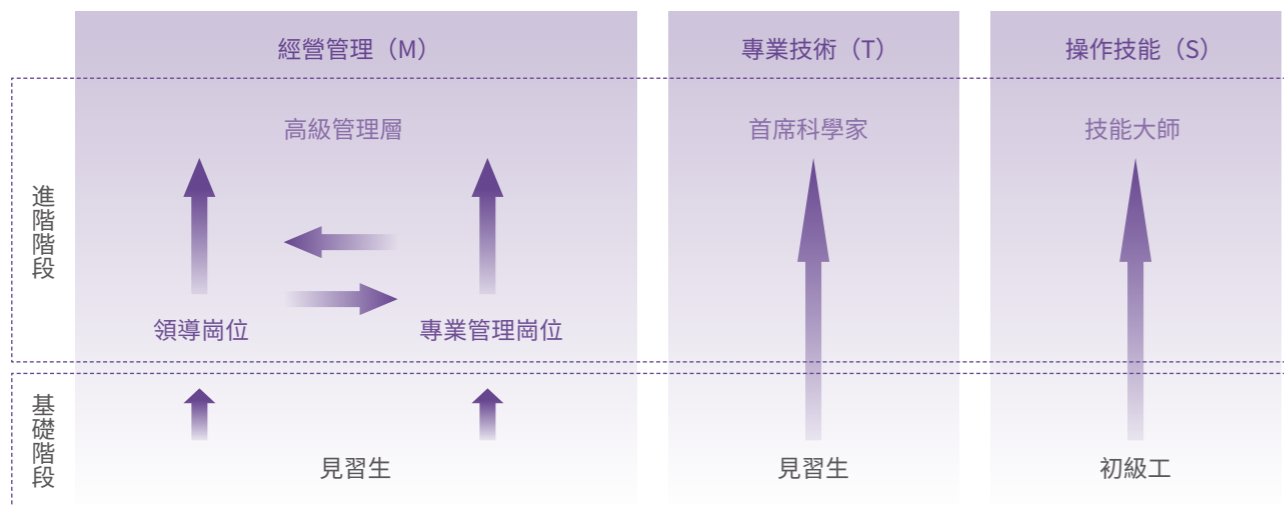 經營管理（M）
專業技術（T）
操作技能（S）
進階階段
高級管理層
首席科學家
技能大師
領導崗位
專業管理崗位
基礎階段
見習生
見習生
初級工